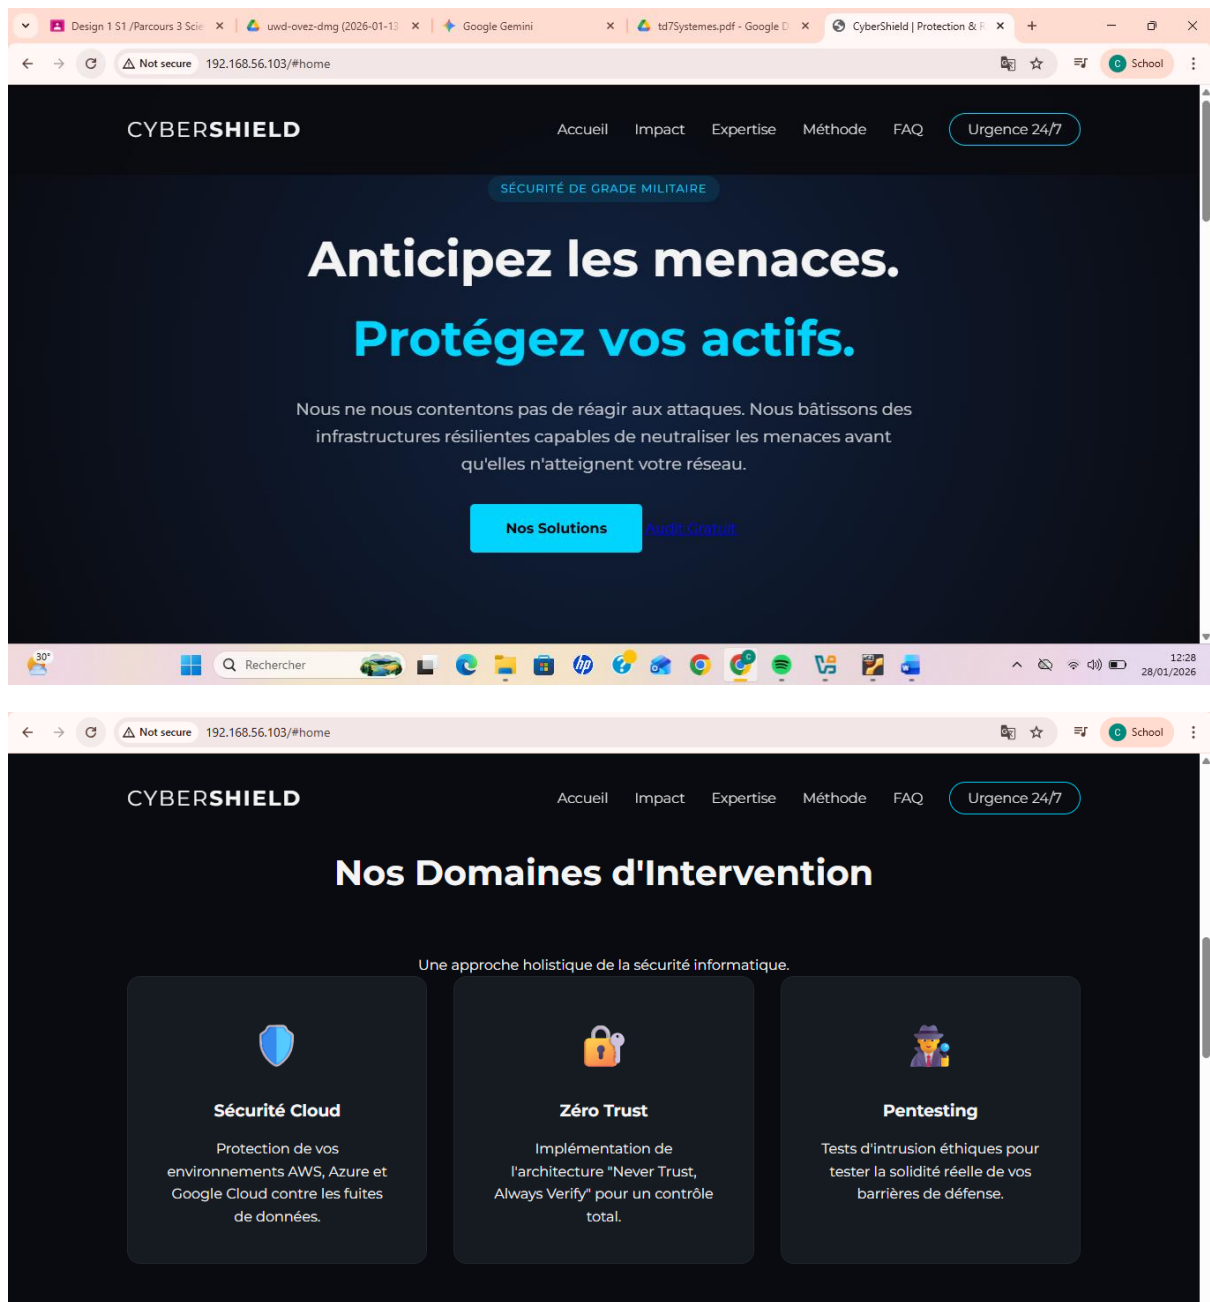 Design 1 S1 /Parcours 3 Scie
uwd-ovez-dmg (2026-01-13
Google Gemini
td7Systemes.pdf - Google D
CyberShield | Protection & R
Not secure 192.168.56.103/#home
School
CYBERSHIELD
Accueil Impact Expertise Méthode FAQ Urgence 24/7
SÉCURITÉ DE GRADE MILITAIRE
Anticipez les menaces.
Protégez vos actifs.
Nous ne nous contentons pas de réagir aux attaques. Nous bâtissons des
infrastructures résilientes capables de neutraliser les menaces avant
qu'elles n'atteignent votre réseau.
Nos Solutions Audit Gratuit
30°
Rechercher
12:28
28/01/2026
Not secure 192.168.56.103/#home
School
CYBERSHIELD
Accueil Impact Expertise Méthode FAQ Urgence 24/7
Nos Domaines d'Intervention
Une approche holistique de la sécurité informatique.
Sécurité Cloud
Protection de vos
environnements AWS, Azure et
Google Cloud contre les fuites
de données.
Zéro Trust
Implémentation de
l'architecture "Never Trust,
Always Verify" pour un contrôle
total.
Pentesting
Tests d'intrusion éthiques pour
tester la solidité réelle de vos
barrières de défense.